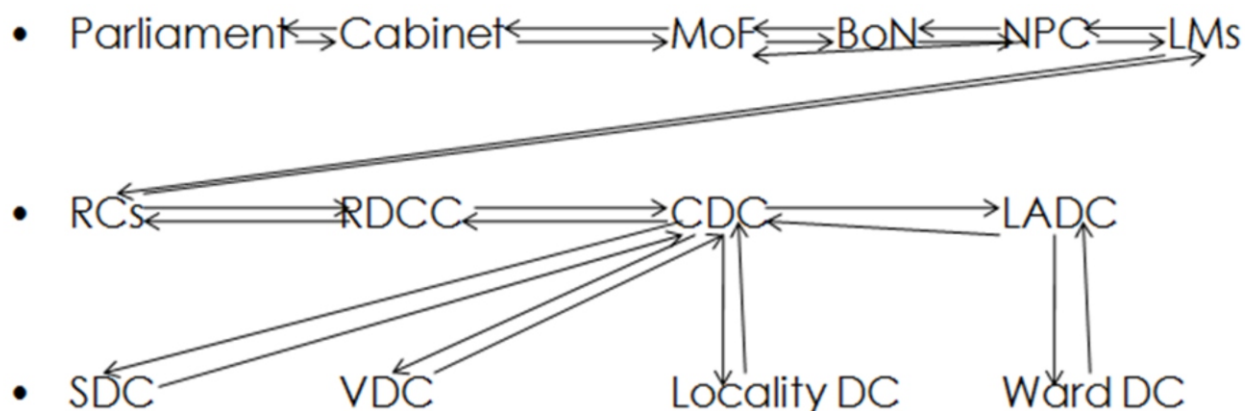 • Parliament Cabinet MoF BoN NPC LMs
• RCs RDCC CDC LADC
• SDC VDC Locality DC Ward DC